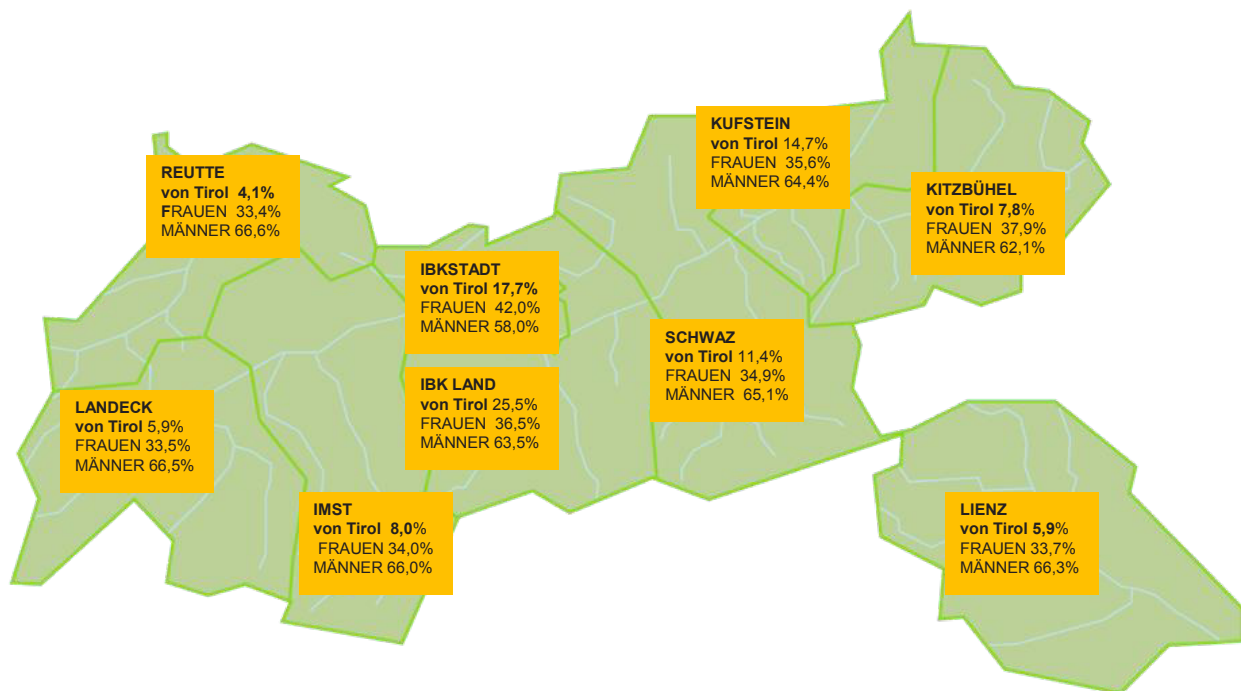 REUTTE
von Tirol 4,1%
FRAUEN 33,4%
MÄNNER 66,6%
KUFSTEIN
von Tirol 14,7%
FRAUEN 35,6%
MÄNNER 64,4%
KITZBÜHEL
von Tirol 7,8%
FRAUEN 37,9%
MÄNNER 62,1%
IBKSTADT
von Tirol 17,7%
FRAUEN 42,0%
MÄNNER 58,0%
SCHWAZ
von Tirol 11,4%
FRAUEN 34,9%
MÄNNER 65,1%
IBK LAND
von Tirol 25,5%
FRAUEN 36,5%
MÄNNER 63,5%
LANDECK
von Tirol 5,9%
FRAUEN 33,5%
MÄNNER 66,5%
IMST
von Tirol 8,0%
FRAUEN 34,0%
MÄNNER 66,0%
LIENZ
von Tirol 5,9%
FRAUEN 33,7%
MÄNNER 66,3%